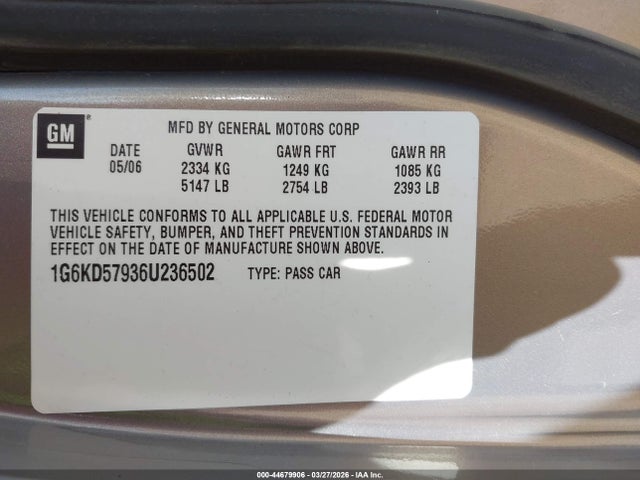 GM ®
MFD BY GENERAL MOTORS CORP
DATE GVWR GAWR FRT GAWR RR
05/06 2334 KG 1249 KG 1085 KG
5147 LB 2754 LB 2393 LB
THIS VEHICLE CONFORMS TO ALL APPLICABLE U.S. FEDERAL MOTOR
VEHICLE SAFETY, BUMPER, AND THEFT PREVENTION STANDARDS IN
EFFECT ON THE DATE OF MANUFACTURE SHOWN ABOVE.
1G6KD57936U236502 TYPE: PASS CAR
000-44679906 - 03/27/2026 - IAA Inc.